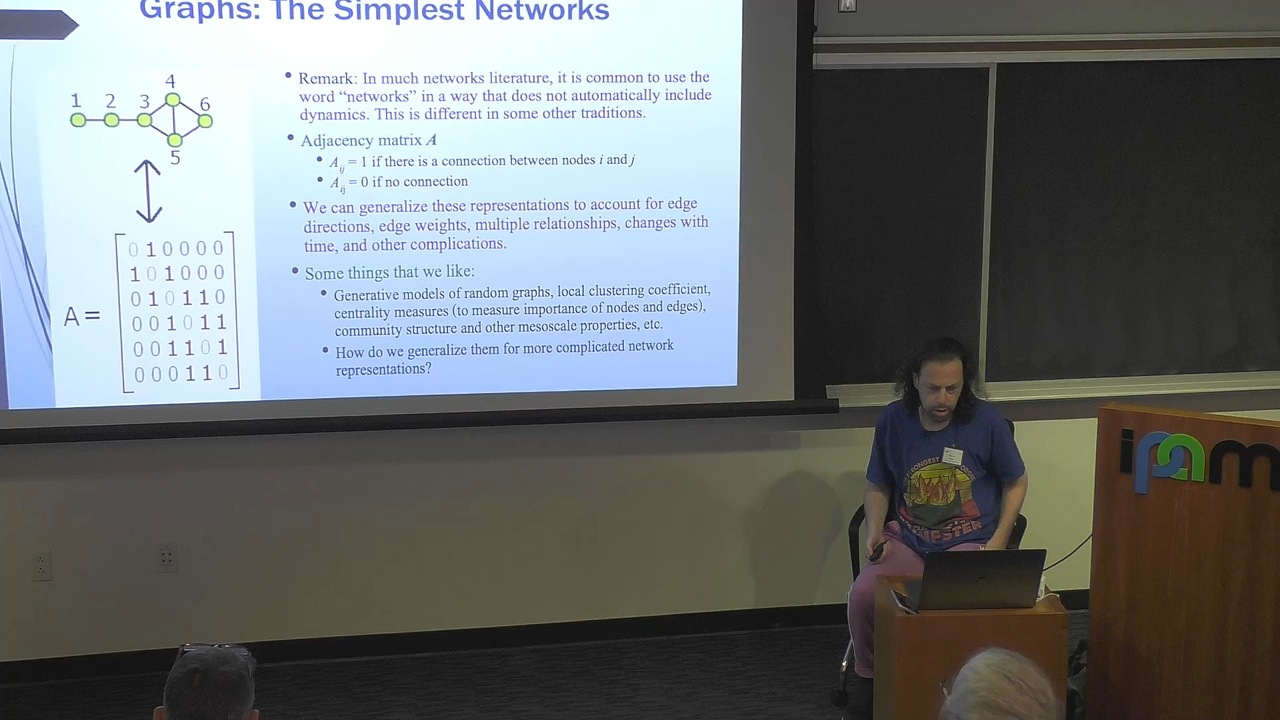 Graphs: The Simplest Networks
1 2 3 4 5 6
• Remark: In much networks literature, it is common to use the
word “networks” in a way that does not automatically include
dynamics. This is different in some other traditions.
• Adjacency matrix A
• Aij = 1 if there is a connection between nodes i and j
• Aij = 0 if no connection
• We can generalize these representations to account for edge
directions, edge weights, multiple relationships, changes with
time, and other complications.
• Some things that we like:
• Generative models of random graphs, local clustering coefficient,
centrality measures (to measure importance of nodes and edges),
community structure and other mesoscale properties, etc.
• How do we generalize them for more complicated network
representations?
A =
0 1 0 0 0 0
1 0 1 0 0 0
0 1 0 1 1 0
0 0 1 0 1 1
0 0 1 1 0 1
0 0 0 1 1 0
ipam